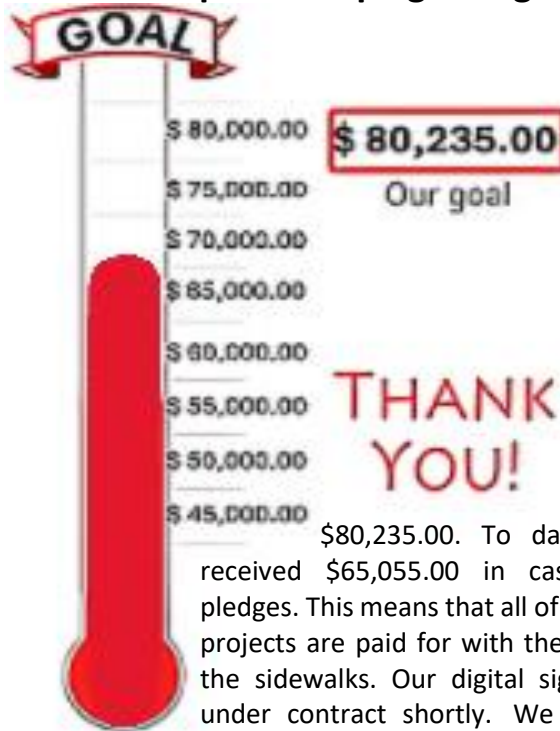 GOAL
$ 80,000.00
$ 80,235.00
$ 75,000.00
Our goal
$ 70,000.00
$ 65,000.00
$ 60,000.00
$ 55,000.00
$ 50,000.00
$ 45,000.00
THANK
YOU!
$80,235.00. To da
received $65,055.00 in cas
pledges. This means that all of
projects are paid for with the
the sidewalks. Our digital sig
under contract shortly. We